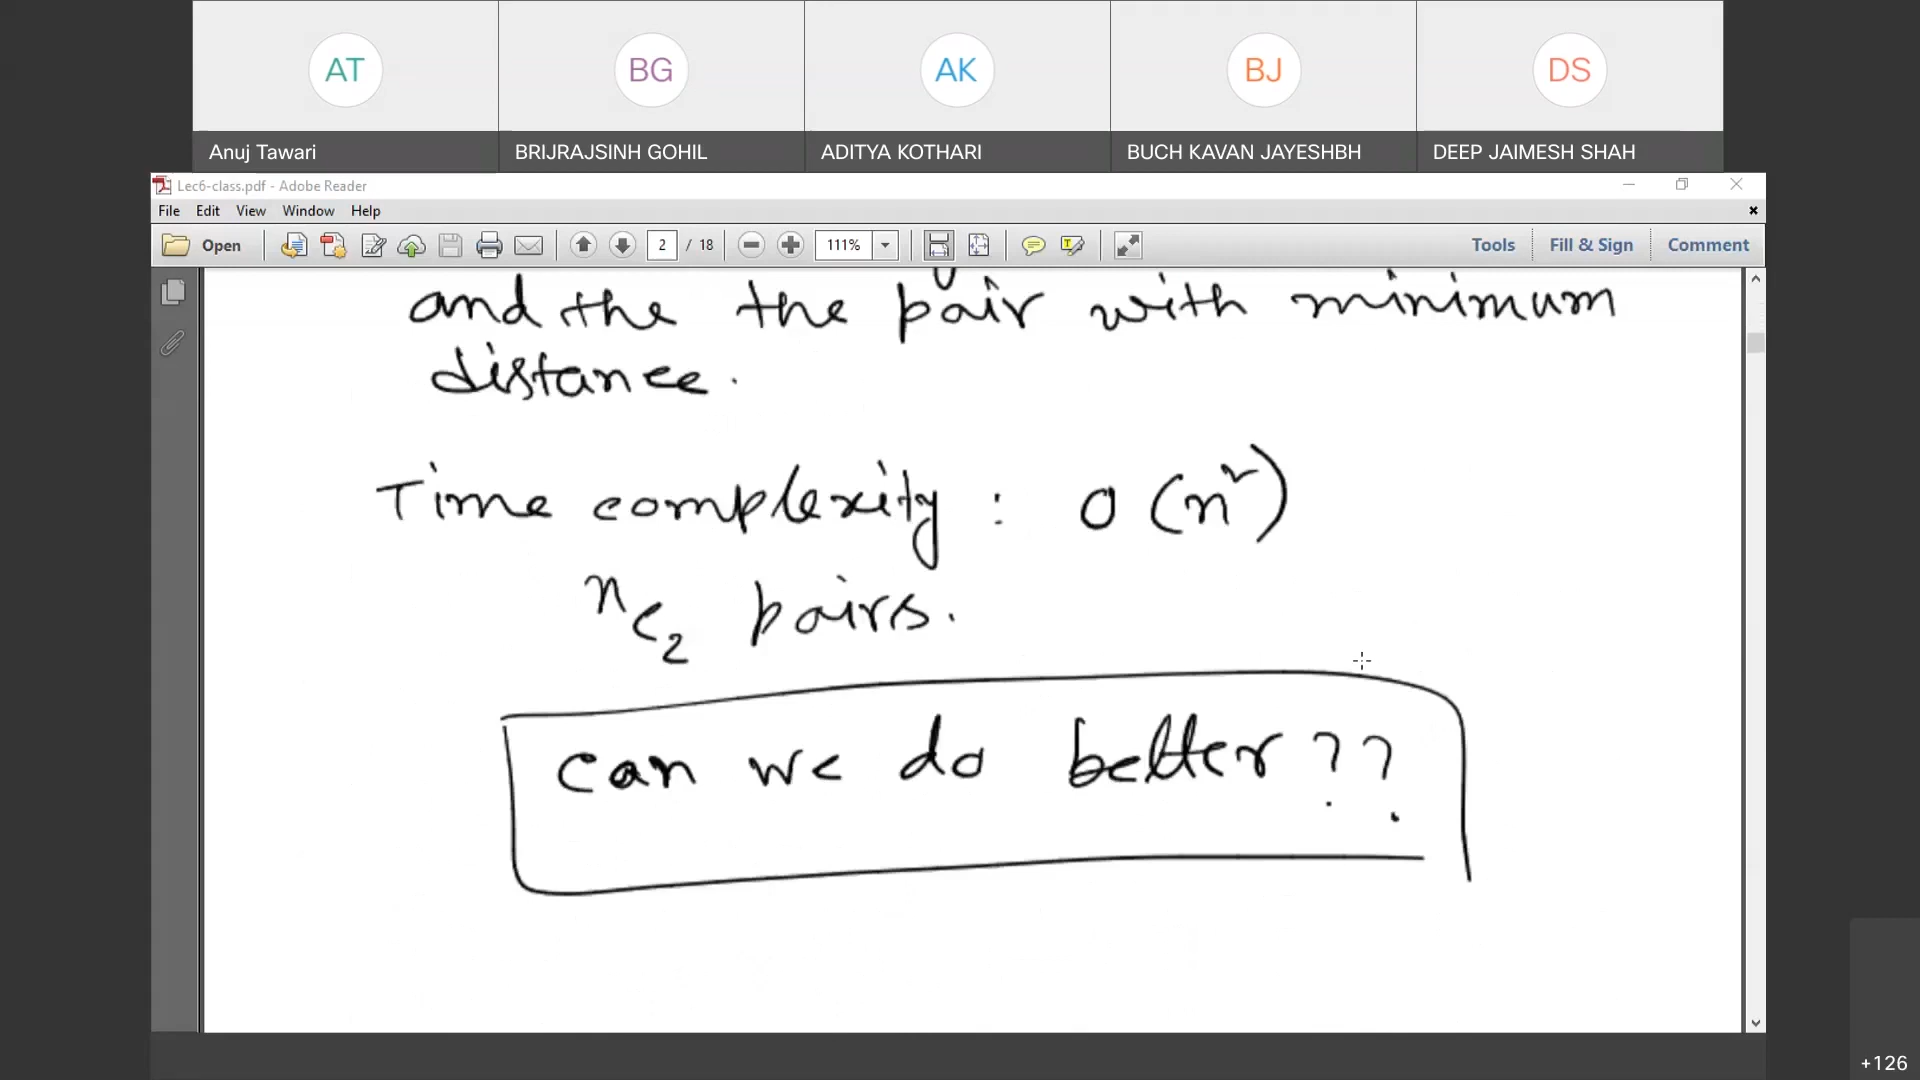 AT BG AK BJ DS
Anuj Tawari BRIJRAJSINH GOHIL ADITYA KOTHARI BUCH KAVAN JAYESHBH DEEP JAIMESH SHAH
Lec6-class.pdf - Adobe Reader
File Edit View Window Help
Open 2 / 18 111% Tools Fill & Sign Comment
and the the pair with minimum
distance.
Time complexity : O(n²)
ⁿC₂ pairs.
can we do better ??
+126